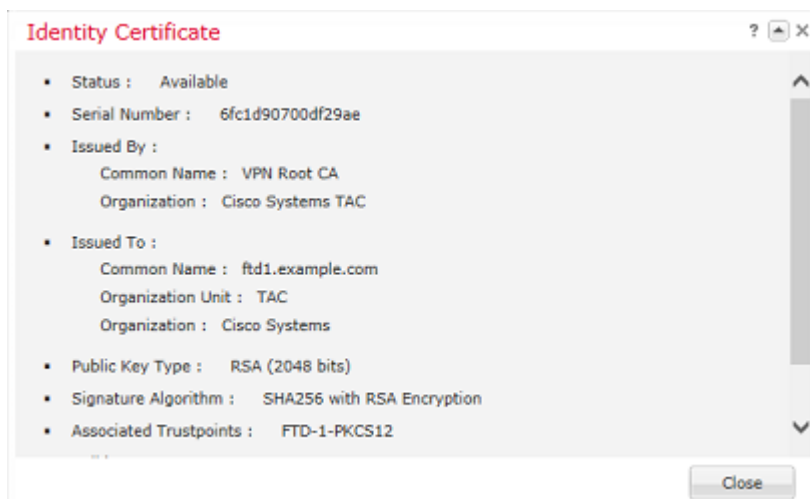 Identity Certificate ? ×
Status : Available
Serial Number : 6fc1d90700df29ae
Issued By :
Common Name : VPN Root CA
Organization : Cisco Systems TAC
Issued To :
Common Name : ftd1.example.com
Organization Unit : TAC
Organization : Cisco Systems
Public Key Type : RSA (2048 bits)
Signature Algorithm : SHA256 with RSA Encryption
Associated Trustpoints : FTD-1-PKCS12
Close